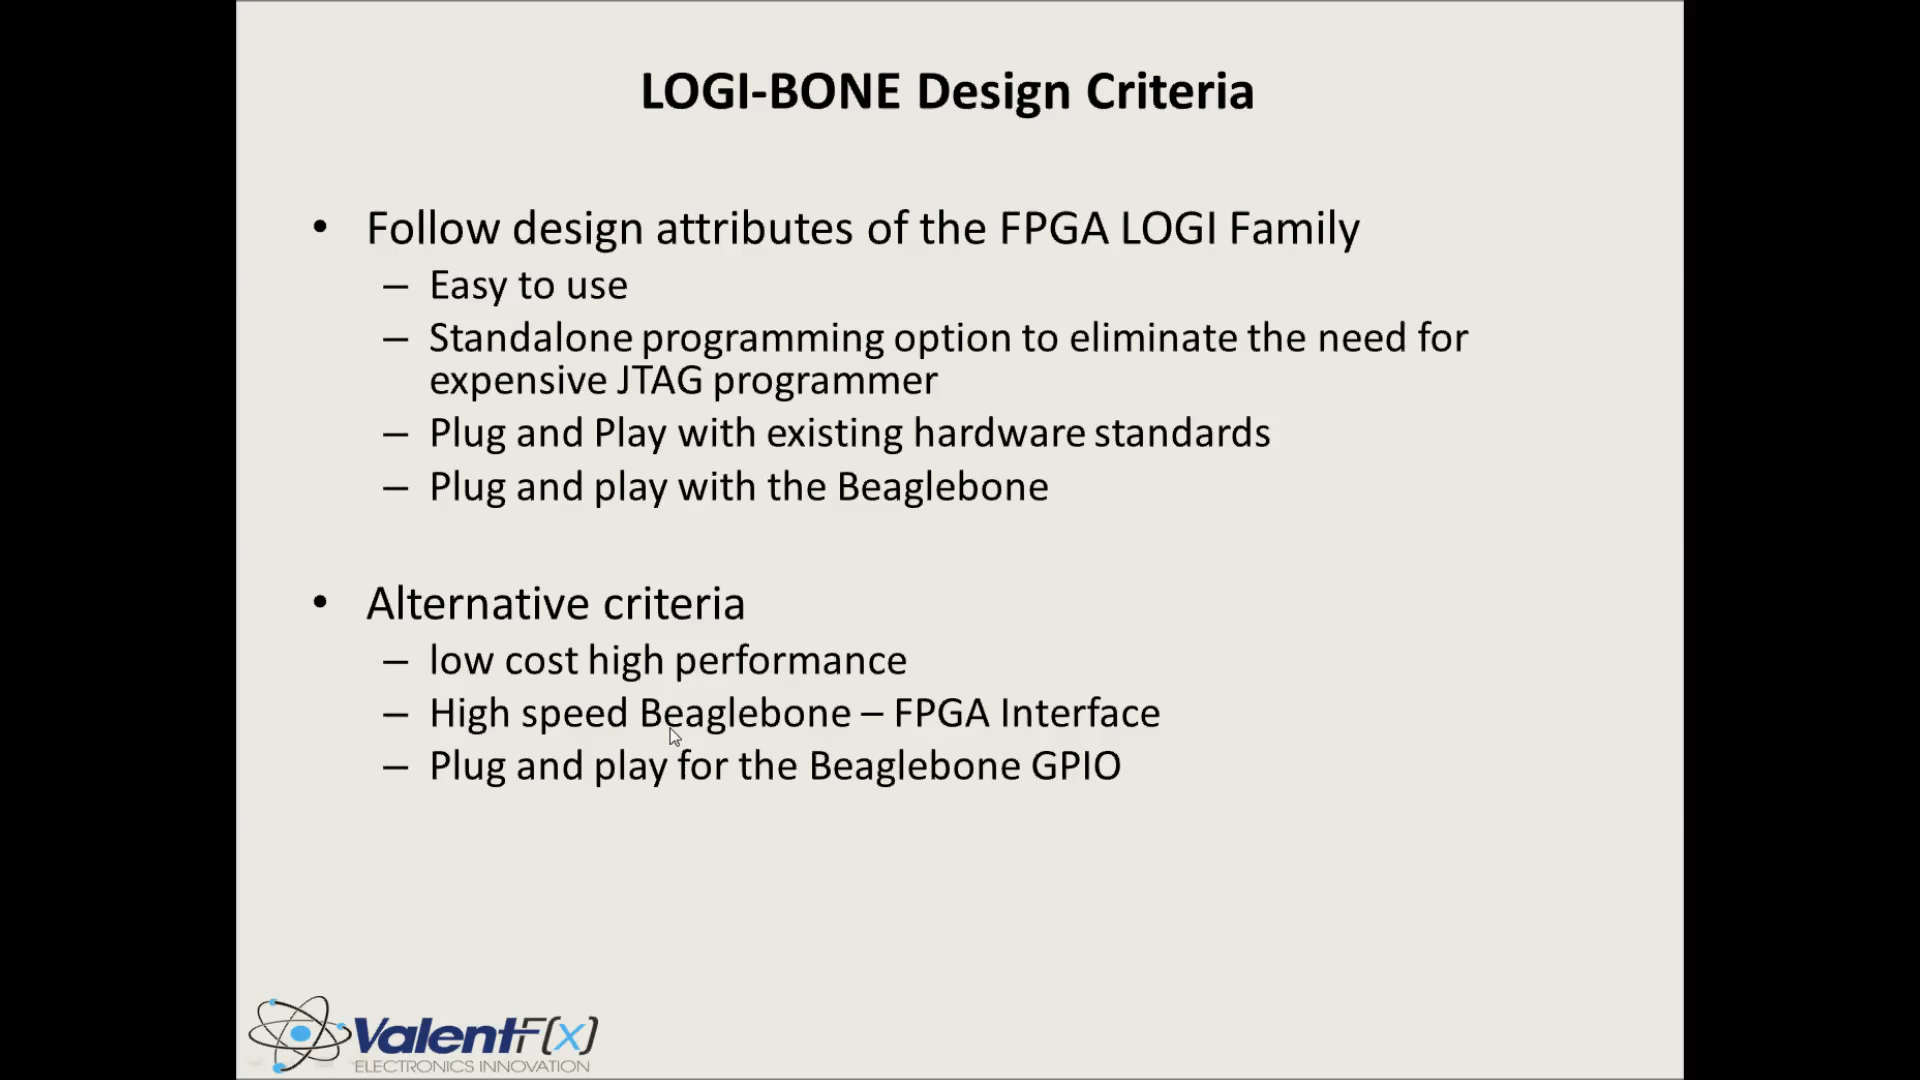 LOGI-BONE Design Criteria
• Follow design attributes of the FPGA LOGI Family
– Easy to use
– Standalone programming option to eliminate the need for
expensive JTAG programmer
– Plug and Play with existing hardware standards
– Plug and play with the Beaglebone
• Alternative criteria
– low cost high performance
– High speed Beaglebone – FPGA Interface
– Plug and play for the Beaglebone GPIO
ValentF(x)
ELECTRONICS INNOVATION